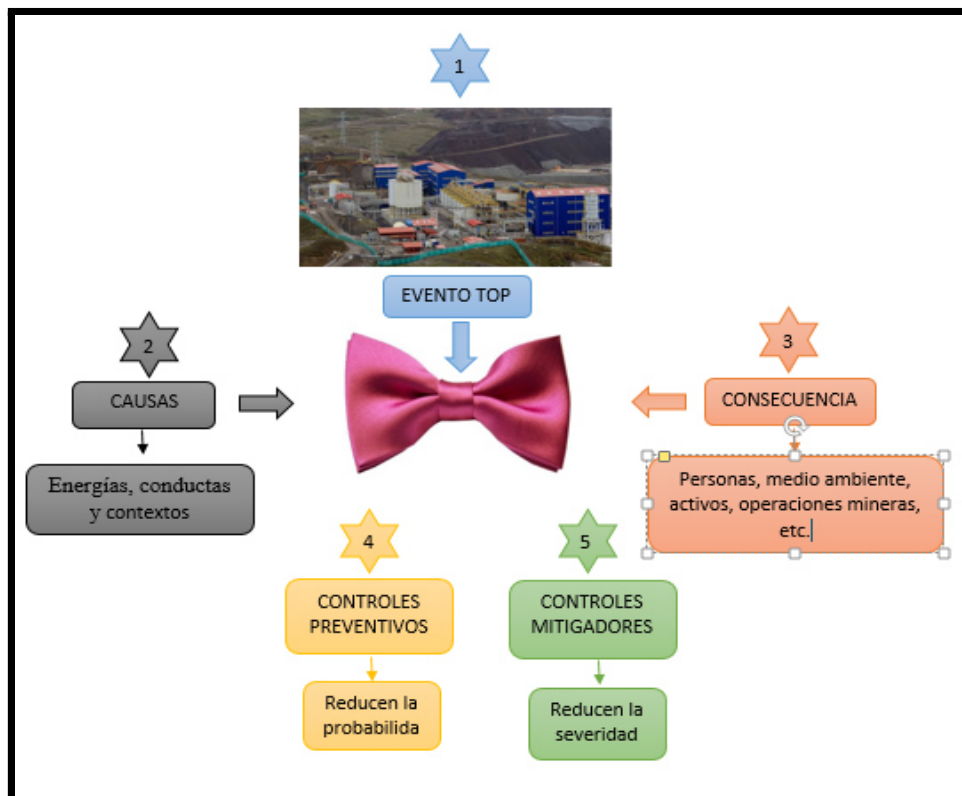 1
EVENTO TOP
2
CAUSAS
Energías, conductas
y contextos
3
CONSECUENCIA
Personas, medio ambiente,
activos, operaciones mineras,
etc.
4
CONTROLES
PREVENTIVOS
Reducen la
probabilida
5
CONTROLES
MITIGADORES
Reducen la
severidad